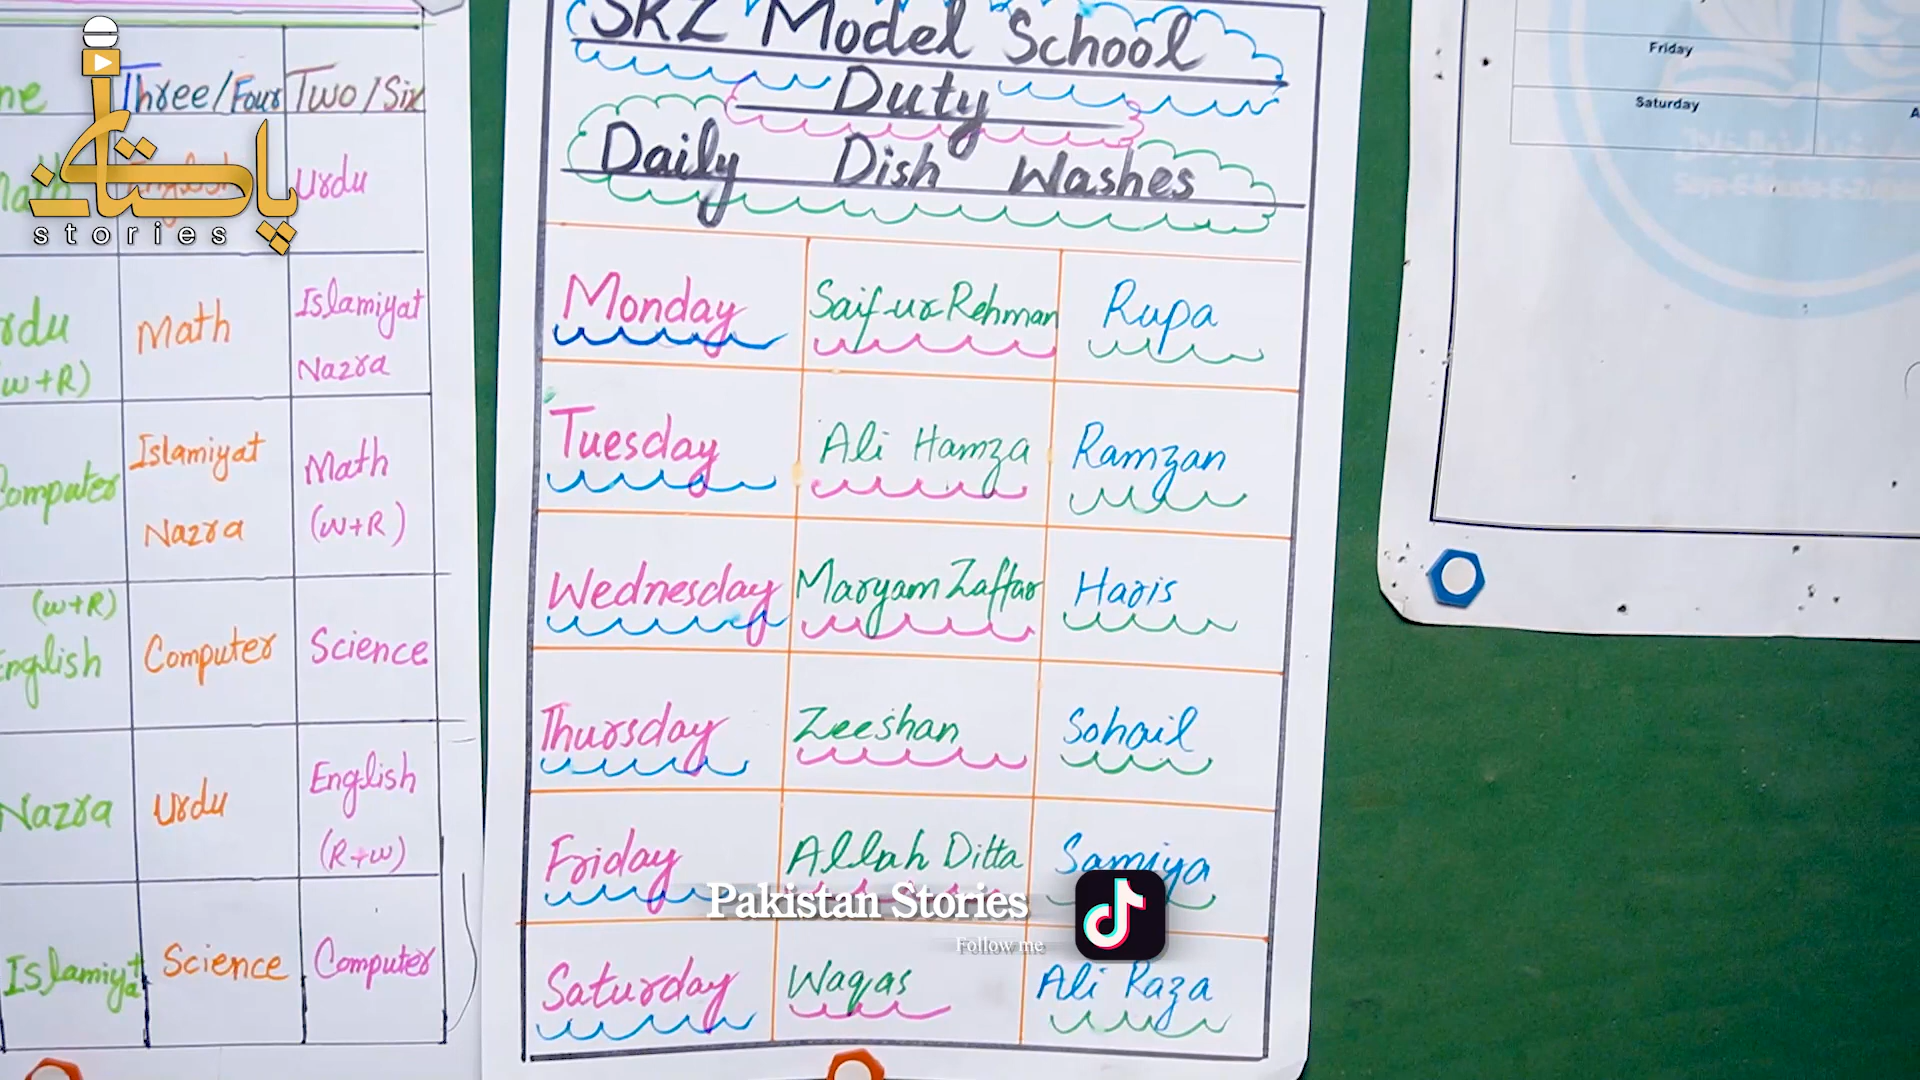 Three/Four Two/Six
Urdu
Math
Islamiyat
Nazra
(w+R)
Computer
Islamiyat
Nazra
Math
(w+R)
(w+R)
English
Computer
Science
Nazra
Urdu
English
(R+w)
Islamiyat
Science
Computer
پاکستان
stories
SKZ Model School
Duty
Daily Dish Washes
Monday Saif-ur-Rehman Rupa
Tuesday Ali Hamza Ramzan
Wednesday Maryam Zaffar Haris
Thursday Zeeshan Sohail
Friday Allah Ditta Samiya
Saturday Waqas Ali Raza
Pakistan Stories
Follow me
Friday
Saturday